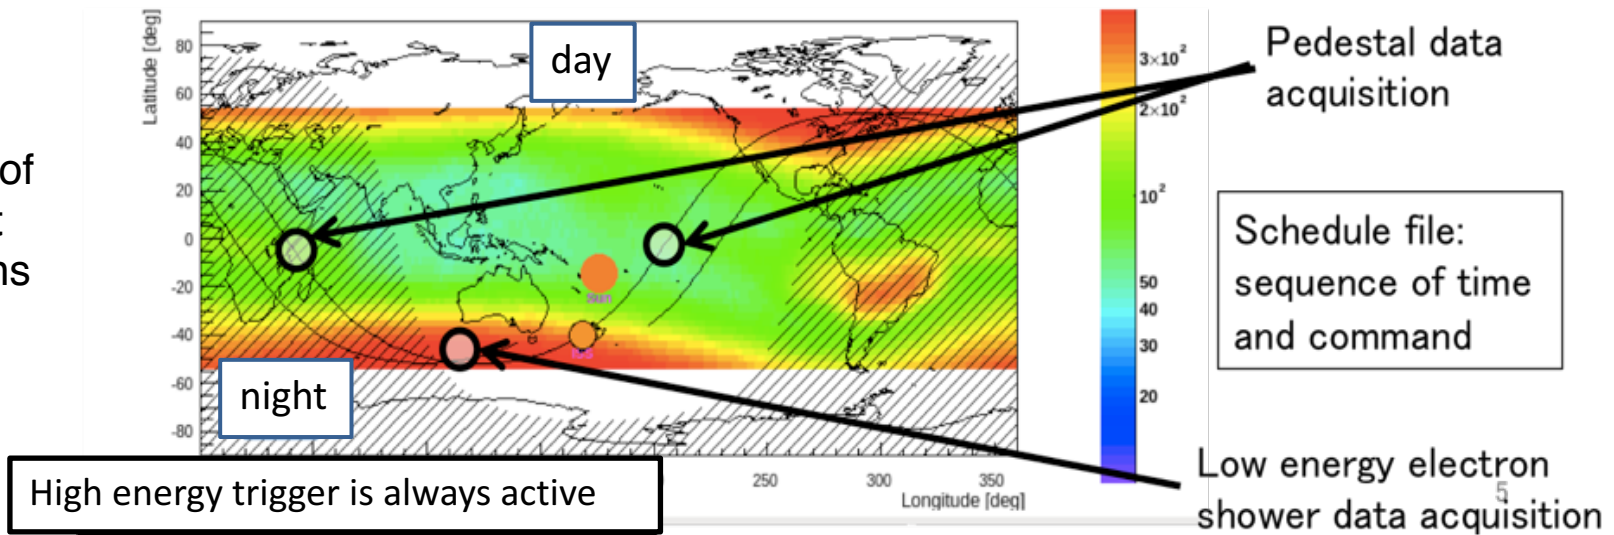 of
t
ns
Latitude [deg]
80
60
40
20
0
-20
-40
-60
-80
day
night
Sun
High energy trigger is always active
250
300
350
Longitude [deg]
3×10²
2×10²
10²
50
40
30
20
Pedestal data
acquisition
Schedule file:
sequence of time
and command
Low energy electron
shower data acquisition
5